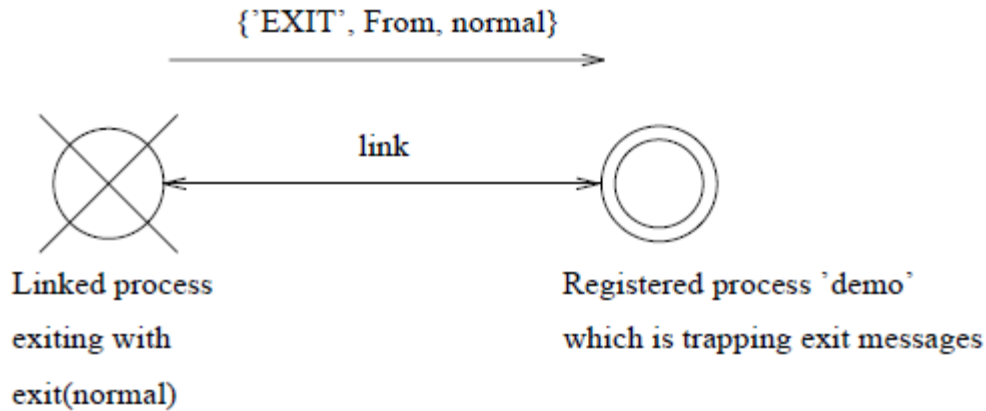 {’EXIT’, From, normal}
link
Linked process
exiting with
exit(normal)
Registered process ’demo’
which is trapping exit messages